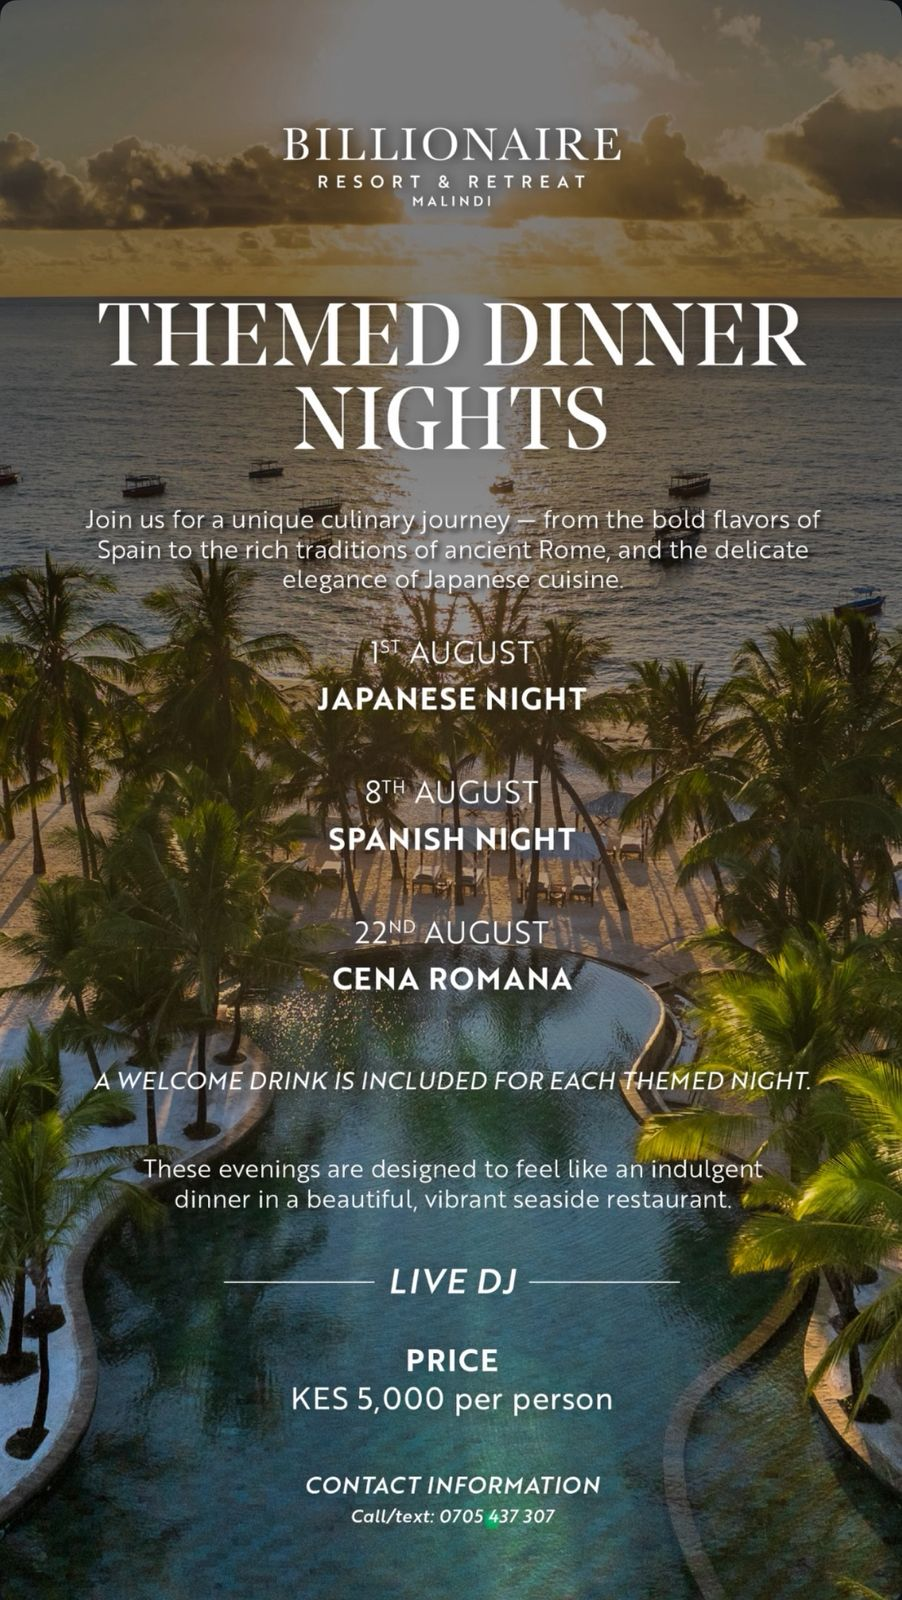 BILLIONAIRE
RESORT & RETREAT
MALINDI
THEMED DINNER
NIGHTS
Join us for a unique culinary journey — from the bold flavors of
Spain to the rich traditions of ancient Rome, and the delicate
elegance of Japanese cuisine.
1ST AUGUST
JAPANESE NIGHT
8TH AUGUST
SPANISH NIGHT
22ND AUGUST
CENA ROMANA
A WELCOME DRINK IS INCLUDED FOR EACH THEMED NIGHT.
These evenings are designed to feel like an indulgent
dinner in a beautiful, vibrant seaside restaurant.
LIVE DJ
PRICE
KES 5,000 per person
CONTACT INFORMATION
Call/text: 0705 437 307